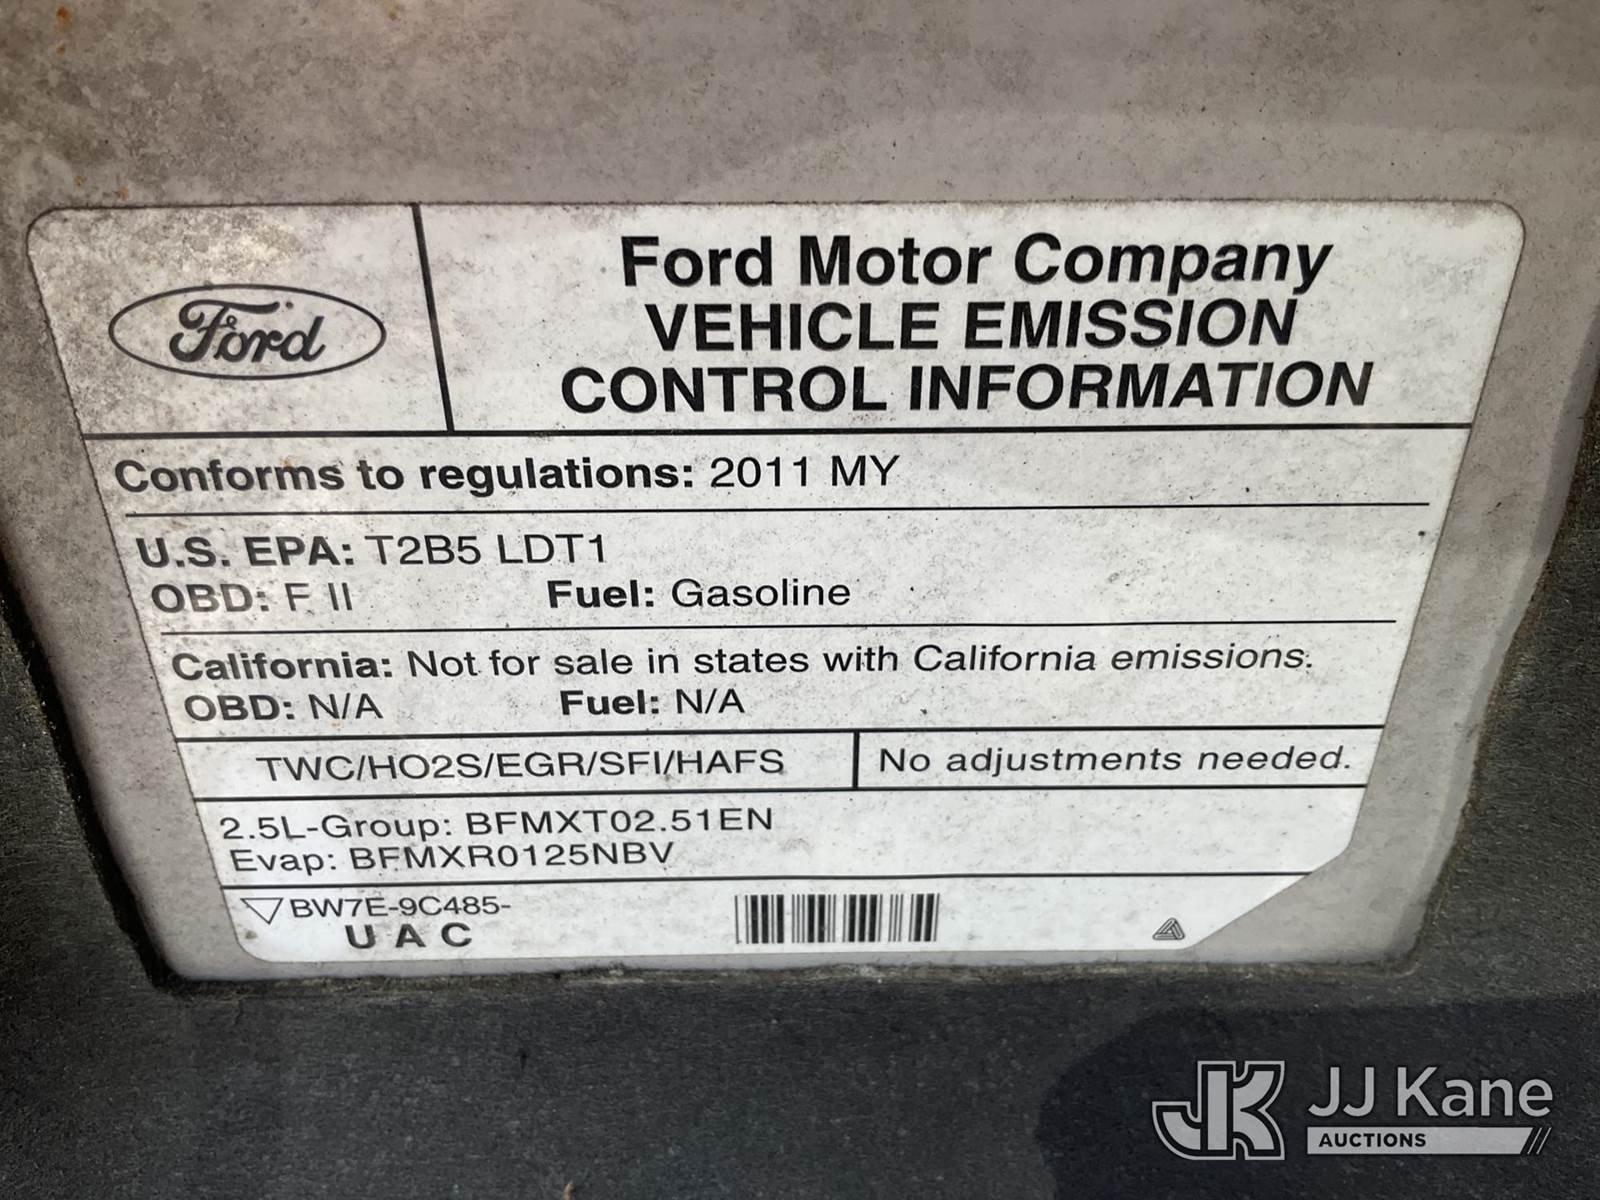 Ford
Ford Motor Company
VEHICLE EMISSION
CONTROL INFORMATION
Conforms to regulations: 2011 MY
U.S. EPA: T2B5 LDT1
OBD: F II Fuel: Gasoline
California: Not for sale in states with California emissions.
OBD: N/A Fuel: N/A
TWC/HO2S/EGR/SFI/HAFS No adjustments needed.
2.5L-Group: BFMXT02.51EN
Evap: BFMXR0125NBV
BW7E-9C485-
U A C
JK JJ Kane
AUCTIONS